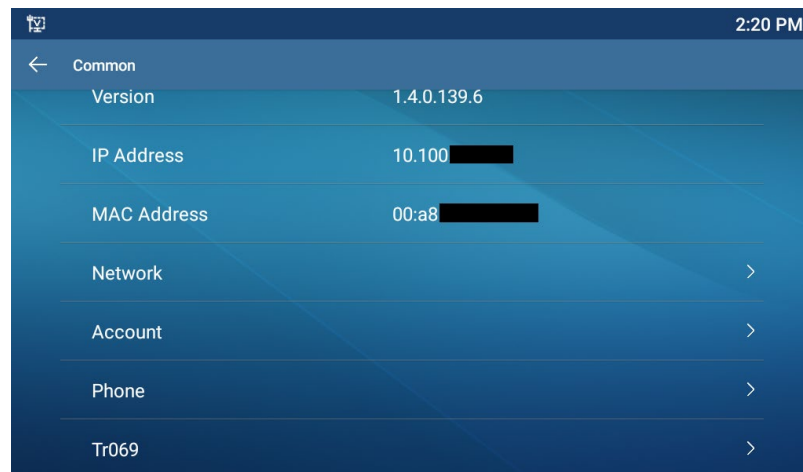 2:20 PM
Common
Version 1.4.0.139.6
IP Address 10.100
MAC Address 00:a8
Network
Account
Phone
Tr069